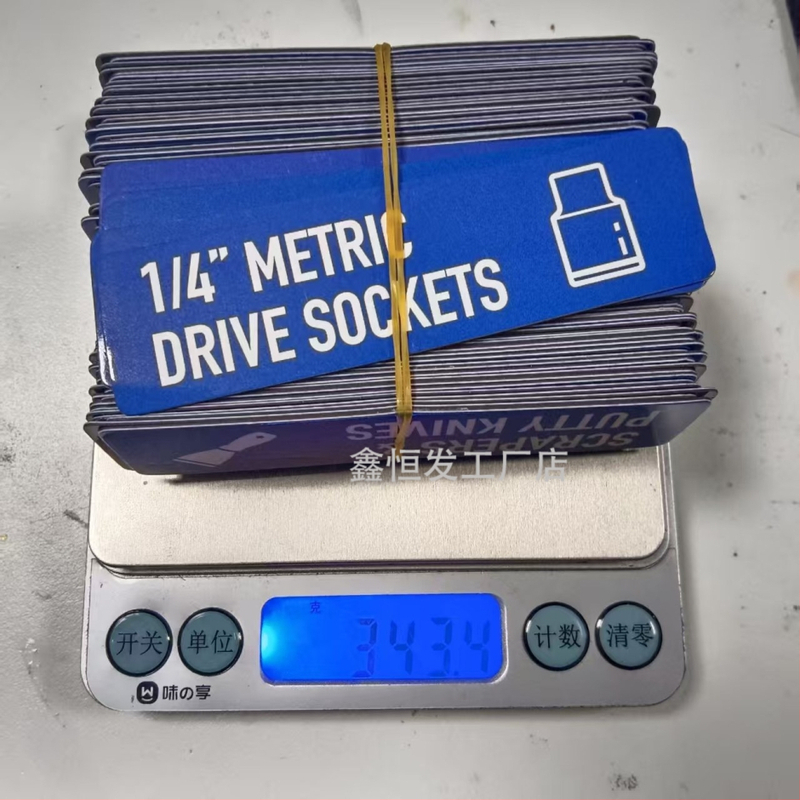 1/4” METRIC
DRIVE SOCKETS
SCRAPERS
PUTTY KNIVES
鑫恒发工厂店
克
343.4
开关
单位
计数
清零
味の享